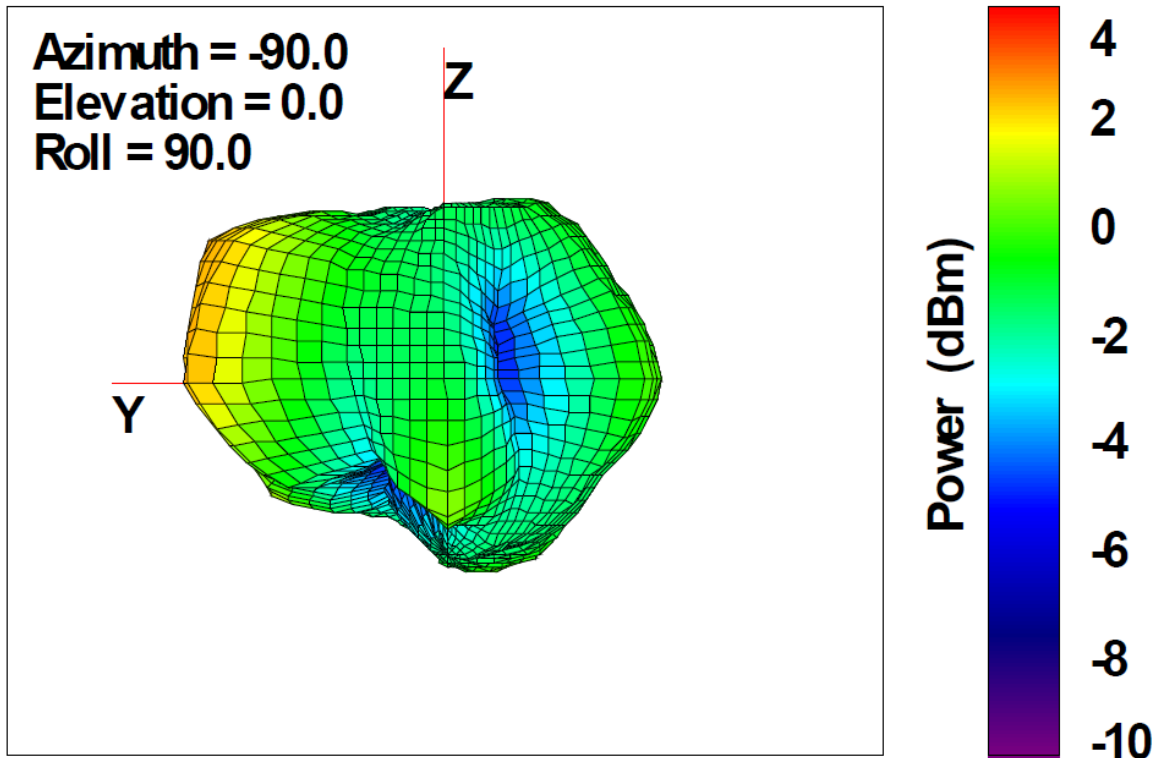 Azimuth = -90.0
Elevation = 0.0
Roll = 90.0
Z
Y
Power (dBm)
4
2
0
-2
-4
-6
-8
-10